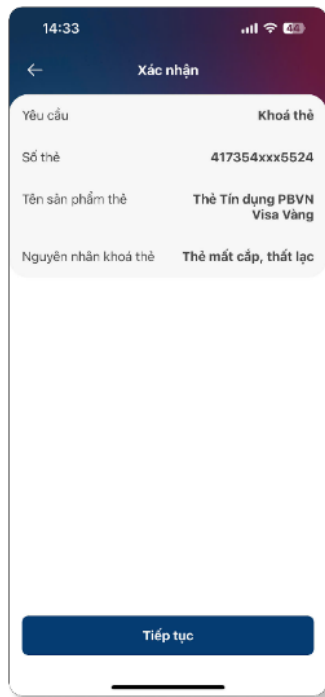 14:33
44
Xác nhận
Yêu cầu
Khoá thẻ
Số thẻ
417354xxx5524
Tên sản phẩm thẻ
Thẻ Tín dụng PBVN
Visa Vàng
Nguyên nhân khoá thẻ
Thẻ mất cắp, thất lạc
Tiếp tục